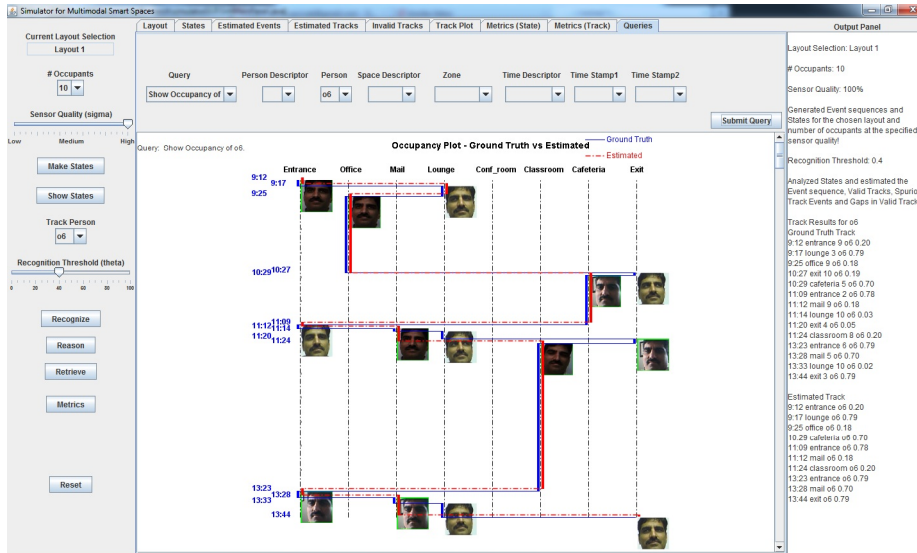 Simulator for Multimodal Smart Spaces
Layout States Estimated Events Estimated Tracks Invalid Tracks Track Plot Metrics (State) Metrics (Track) Queries
Current Layout Selection
Layout 1
# Occupants
10
Sensor Quality (sigma)
Low Medium High
Make States
Show States
Track Person
o6
Recognition Threshold (theta)
0 20 40 60 80 100
Recognize
Reason
Retrieve
Metrics
Reset
Query Person Descriptor Person Space Descriptor Zone Time Descriptor Time Stamp1 Time Stamp2
Show Occupancy of o6
Submit Query
Query: Show Occupancy of o6.
Occupancy Plot - Ground Truth vs Estimated
Ground Truth
Estimated
Entrance Office Mail Lounge Conf_room Classroom Cafeteria Exit
9:12
9:17
9:25
10:29 10:27
11:09
11:12 11:14
11:20
11:24
13:23
13:28
13:33
13:44
Output Panel
Layout Selection: Layout 1
# Occupants: 10
Sensor Quality: 100%
Generated Event sequences and
States for the chosen layout and
number of occupants at the specified
sensor quality!
Recognition Threshold: 0.4
Analyzed States and estimated the
Event sequence, Valid Tracks, Spurio
Track Events and Gaps in Valid Track
Track Results for o6
Ground Truth Track
9:12 entrance 9 o6 0.20
9:17 lounge 3 o6 0.79
9:25 office 9 o6 0.18
10:27 exit 10 o6 0.19
10:29 cafeteria 5 o6 0.70
11:09 entrance 2 o6 0.78
11:12 mail 9 o6 0.18
11:14 lounge 10 o6 0.03
11:20 exit 4 o6 0.05
11:24 classroom 8 o6 0.20
13:23 entrance 6 o6 0.79
13:28 mail 5 o6 0.70
13:33 lounge 10 o6 0.02
13:44 exit 3 o6 0.79
Estimated Track
9:12 entrance o6 0.20
9:17 lounge o6 0.79
9:25 office o6 0.18
10:29 cafeteria o6 0.70
11:09 entrance o6 0.78
11:12 mail o6 0.18
11:24 classroom o6 0.20
13:23 entrance o6 0.79
13:28 mail o6 0.70
13:44 exit o6 0.79